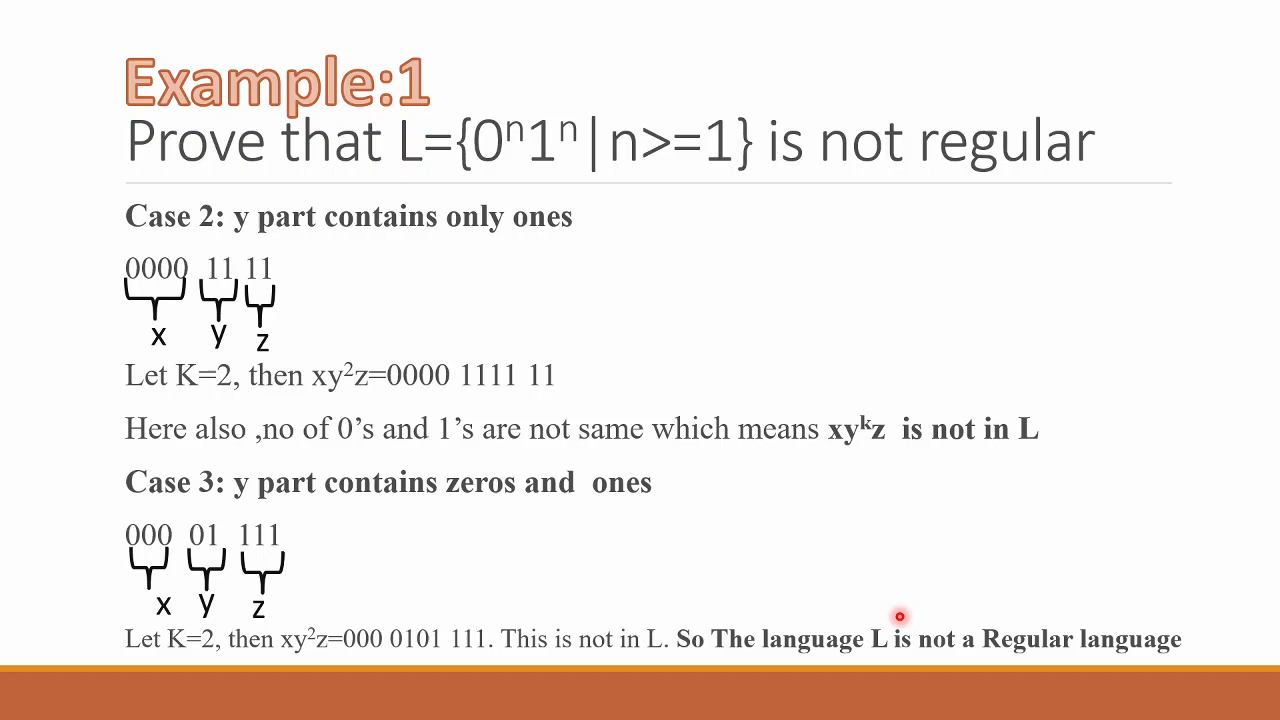 Example:1
Prove that L={0ⁿ1ⁿ|n>=1} is not regular
Case 2: y part contains only ones
0000 11 11
x y z
Let K=2, then xy²z=0000 1111 11
Here also ,no of 0’s and 1’s are not same which means xyᵏz is not in L
Case 3: y part contains zeros and ones
000 01 111
x y z
Let K=2, then xy²z=000 0101 111. This is not in L. So The language L is not a Regular language